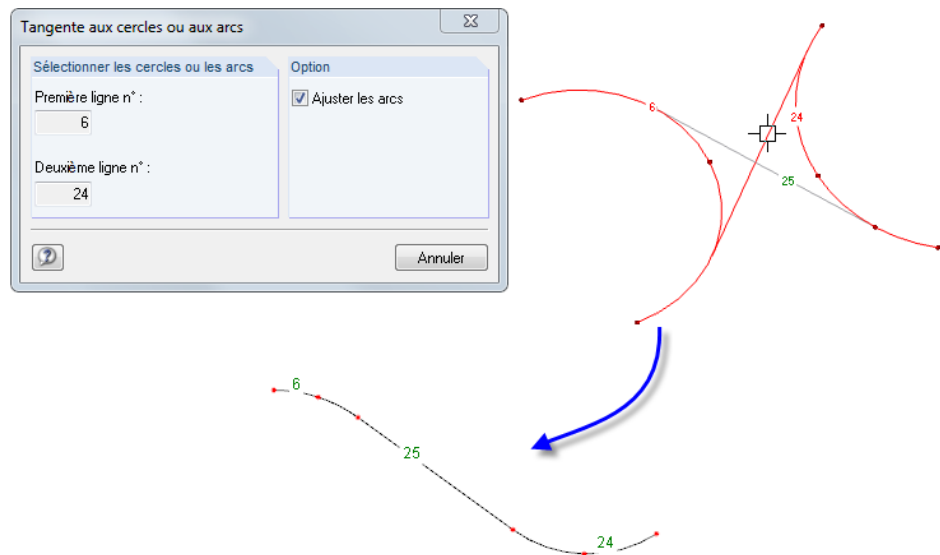 Tangente aux cercles ou aux arcs
Sélectionner les cercles ou les arcs
Première ligne n° :
6
Deuxième ligne n° :
24
Option
Ajuster les arcs
?
Annuler
6
24
25
6
25
24